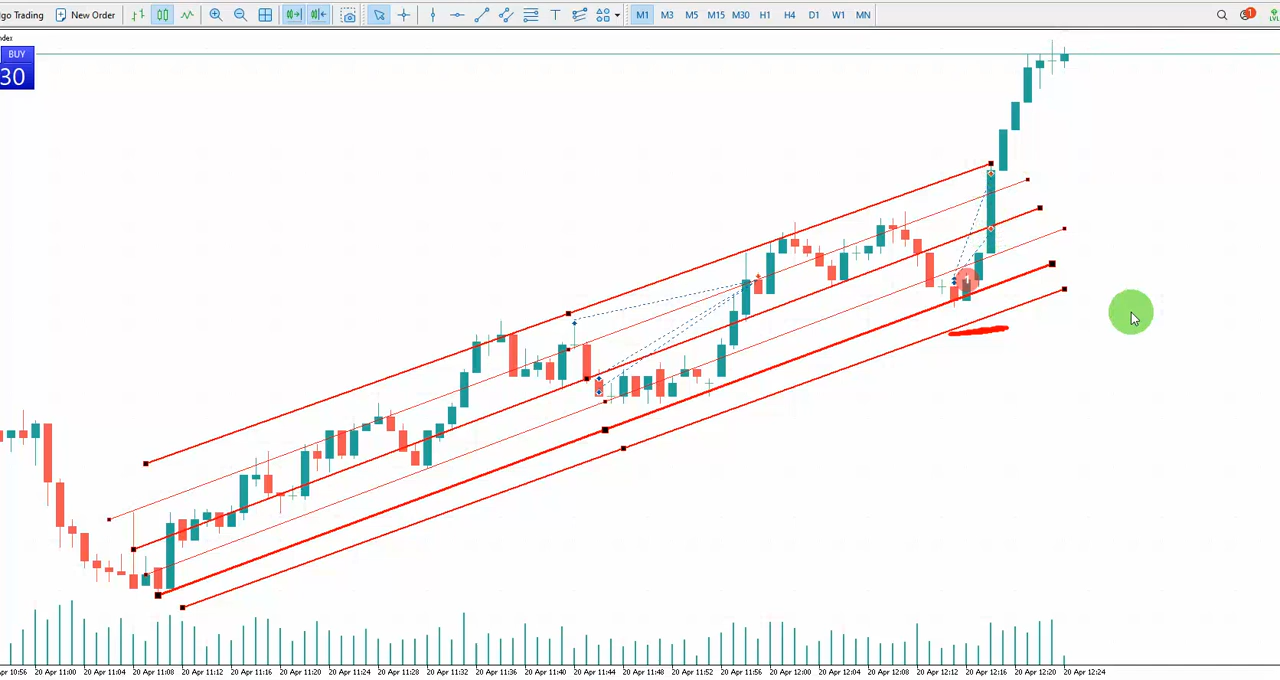 go Trading New Order M1 M3 M5 M15 M30 H1 H4 D1 W1 MN 1 LVL
ndex
BUY
30
pr 10:56 20 Apr 11:00 20 Apr 11:04 20 Apr 11:08 20 Apr 11:12 20 Apr 11:16 20 Apr 11:20 20 Apr 11:24 20 Apr 11:28 20 Apr 11:32 20 Apr 11:36 20 Apr 11:40 20 Apr 11:44 20 Apr 11:48 20 Apr 11:52 20 Apr 11:56 20 Apr 12:00 20 Apr 12:04 20 Apr 12:08 20 Apr 12:12 20 Apr 12:16 20 Apr 12:20 20 Apr 12:24